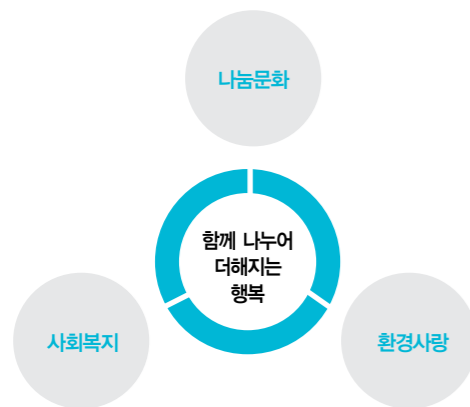 나눔문화
함께 나누어
더해지는
행복
사회복지
환경사랑